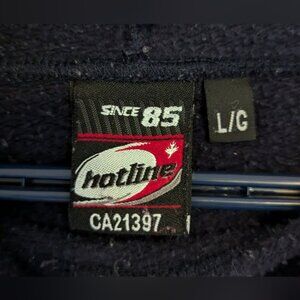 SINCE 85
L/G
hotline
CA21397